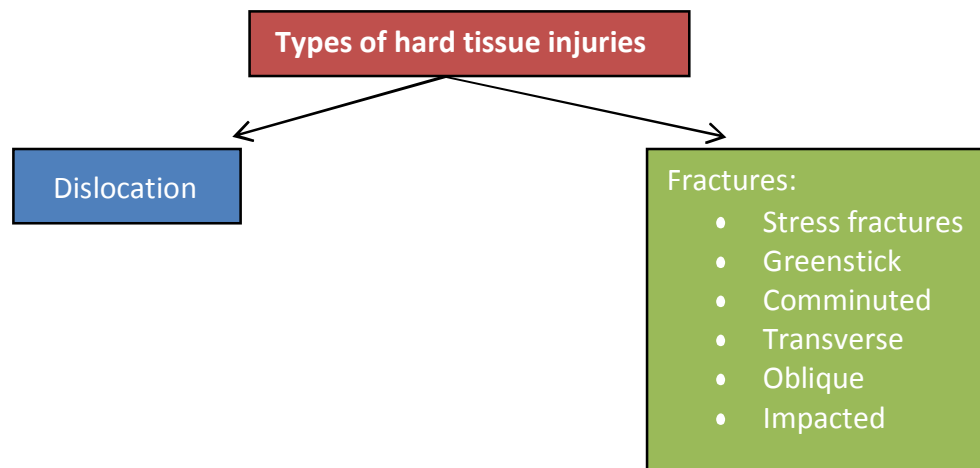 Types of hard tissue injuries
Dislocation
Fractures:
• Stress fractures
• Greenstick
• Comminuted
• Transverse
• Oblique
• Impacted